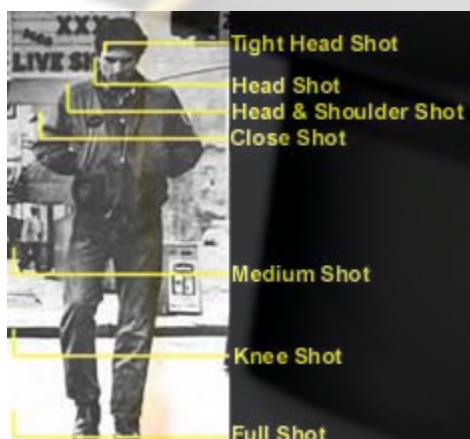 XXX
LIVE
Tight Head Shot
Head Shot
Head & Shoulder Shot
Close Shot
Medium Shot
Knee Shot
Full Shot